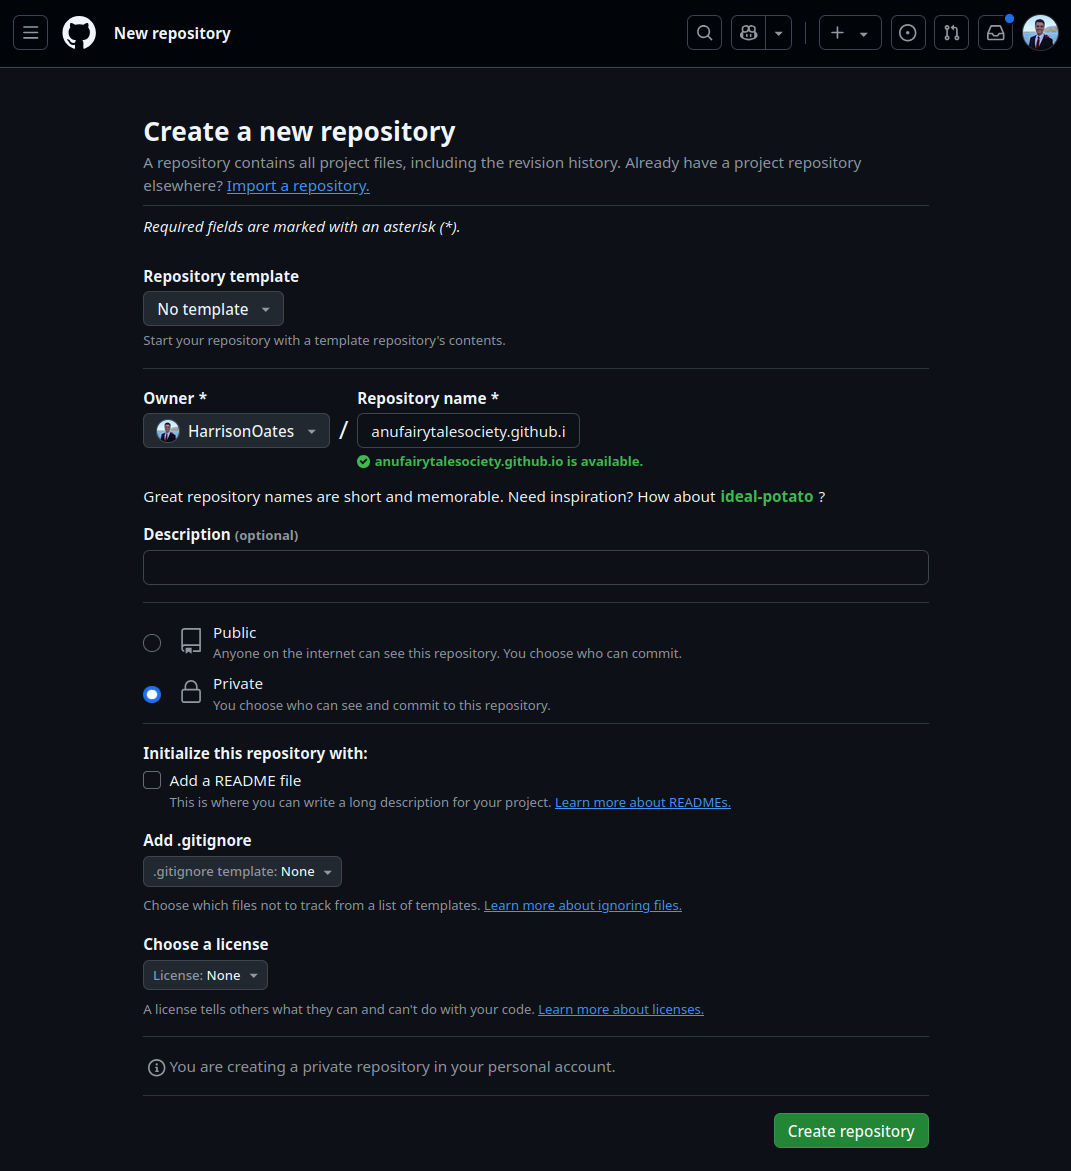 New repository
Create a new repository
A repository contains all project files, including the revision history. Already have a project repository
elsewhere? Import a repository.
Required fields are marked with an asterisk (*).
Repository template
No template
Start your repository with a template repository's contents.
Owner * Repository name *
HarrisonOates / anufairytalesociety.github.i
anufairytalesociety.github.io is available.
Great repository names are short and memorable. Need inspiration? How about ideal-potato ?
Description (optional)
Public
Anyone on the internet can see this repository. You choose who can commit.
Private
You choose who can see and commit to this repository.
Initialize this repository with:
Add a README file
This is where you can write a long description for your project. Learn more about READMEs.
Add .gitignore
.gitignore template: None
Choose which files not to track from a list of templates. Learn more about ignoring files.
Choose a license
License: None
A license tells others what they can and can't do with your code. Learn more about licenses.
You are creating a private repository in your personal account.
Create repository